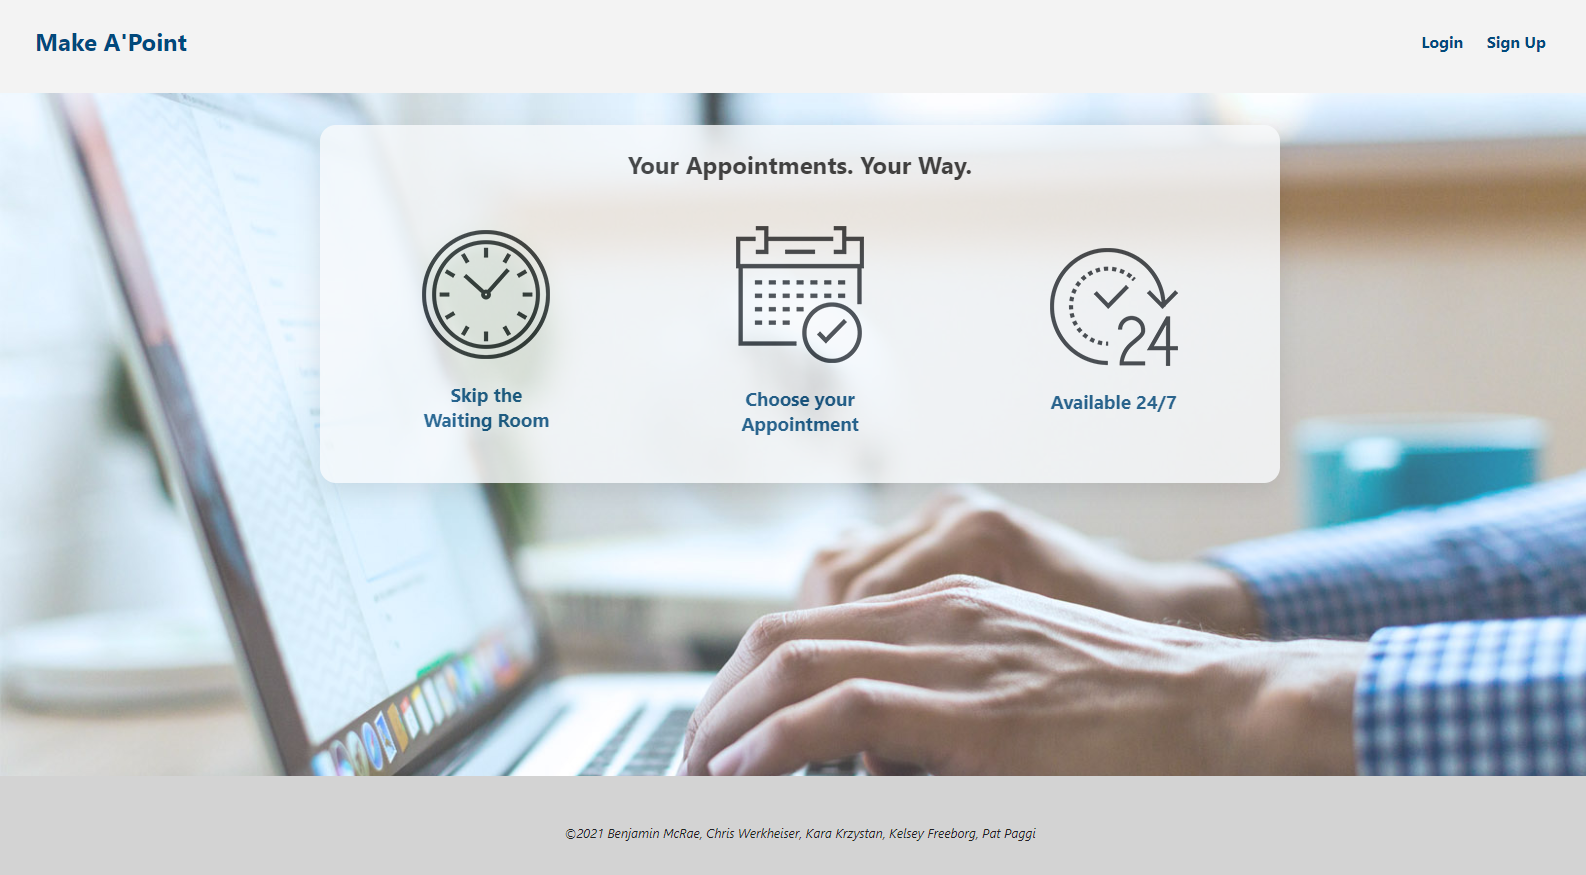 Make A'Point
Login
Sign Up
Your Appointments. Your Way.
24
Skip the
Waiting Room
Choose your
Appointment
Available 24/7
©2021 Benjamin McRae, Chris Werkheiser, Kara Krzystan, Kelsey Freeborg, Pat Paggi